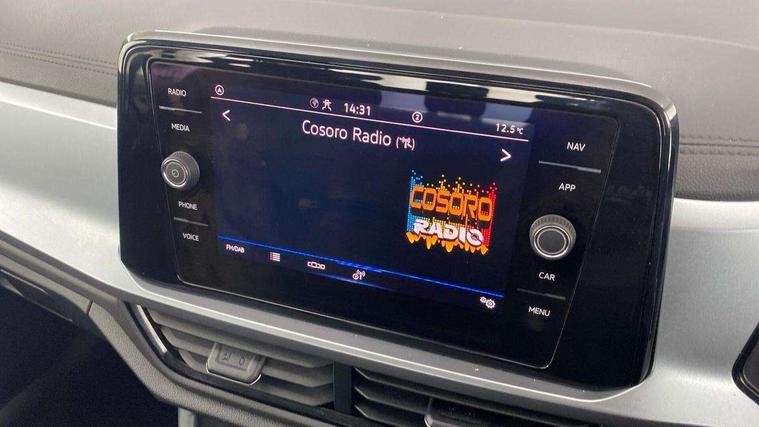 RADIO
MEDIA
PHONE
VOICE
14:31
2
12.5°C
Cosoro Radio
COSORO
RADIO
FM/DAB
NAV
APP
CAR
MENU